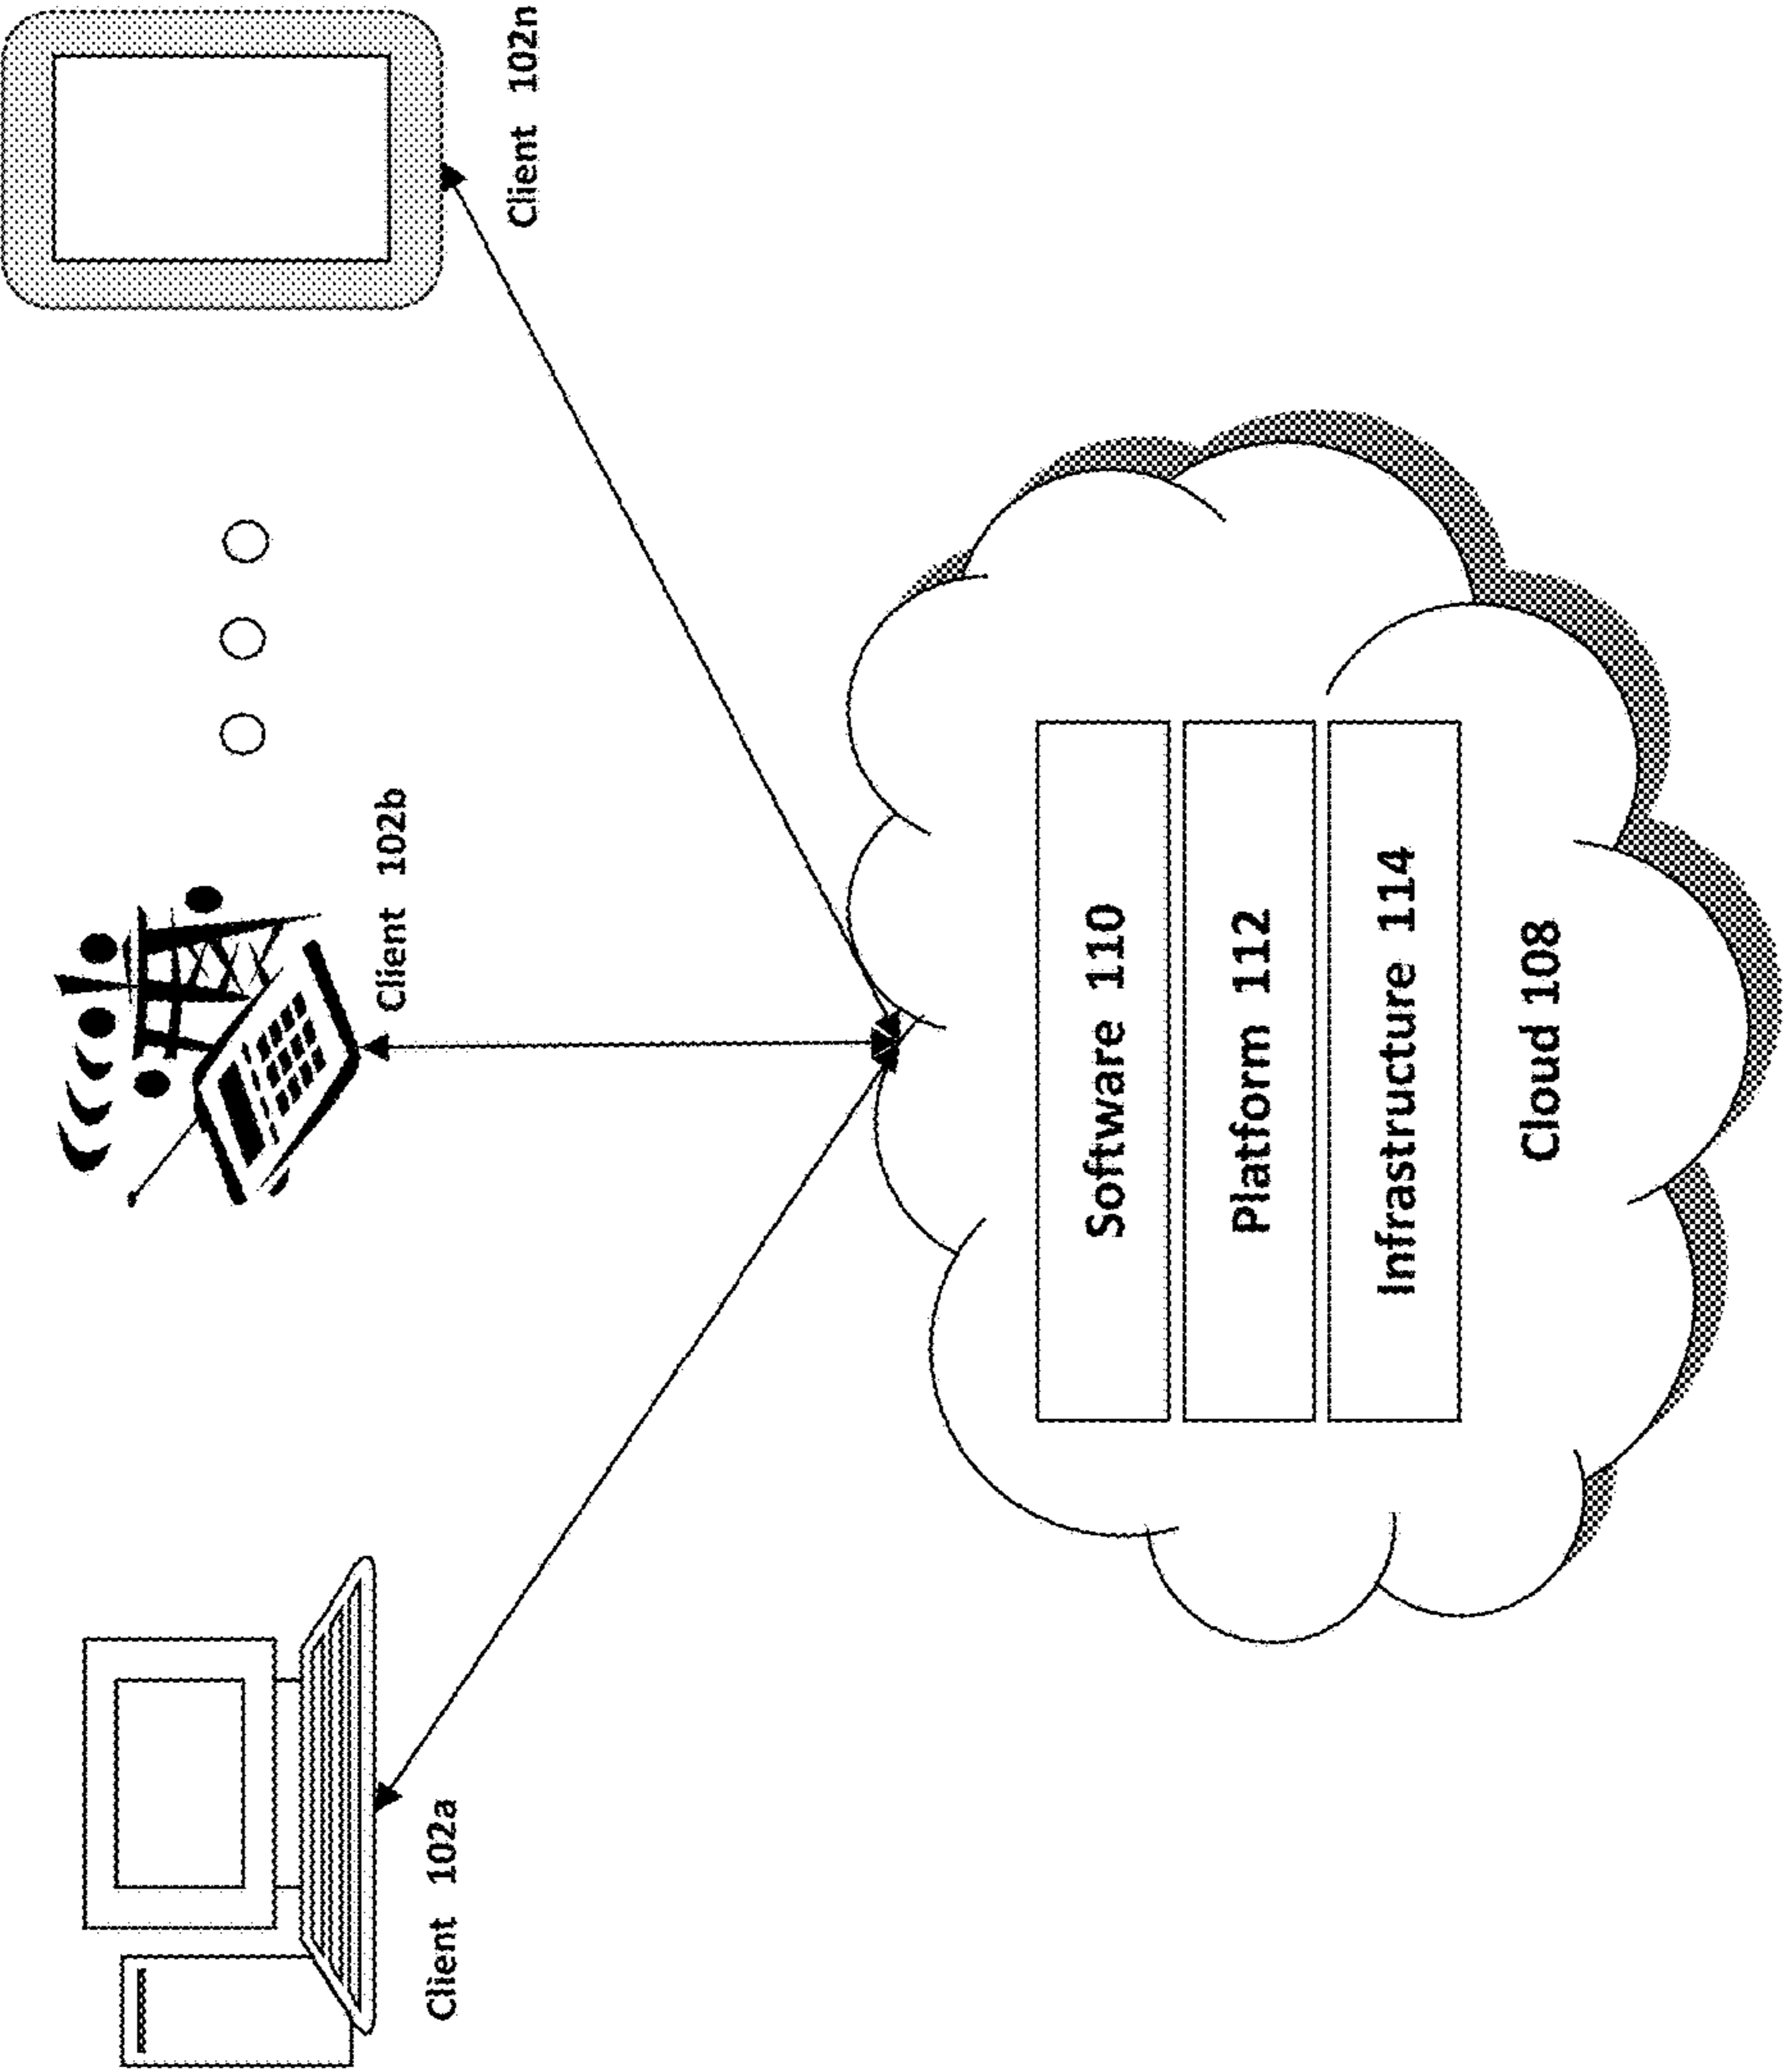 Client 102a
Client 102b
Client 102n
Software 110
Platform 112
Infrastructure 114
Cloud 108